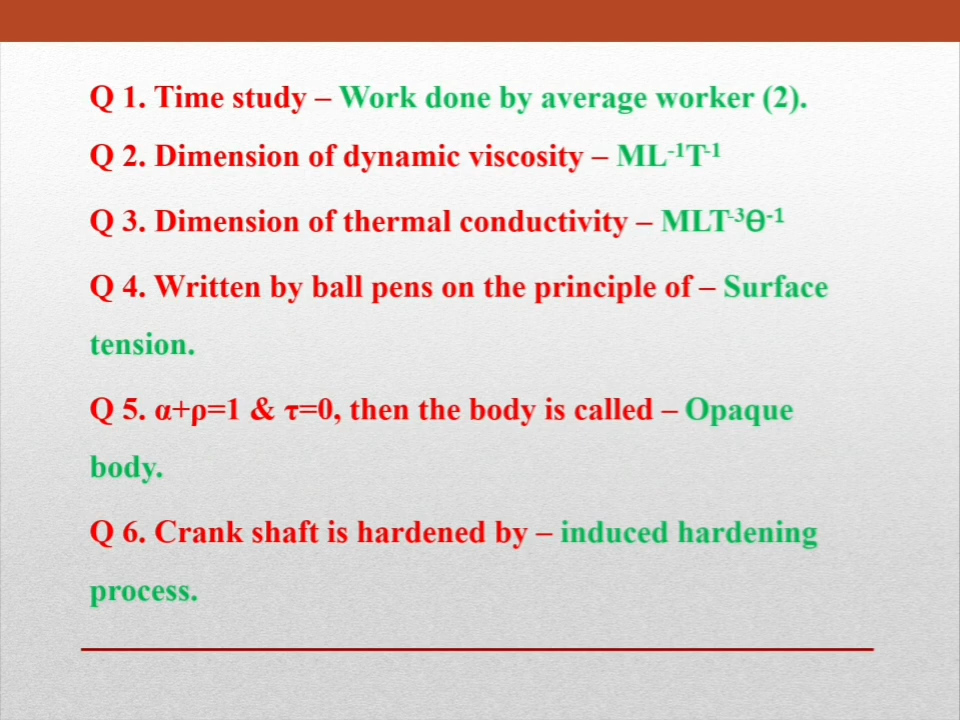 Q 1. Time study – Work done by average worker (2).
Q 2. Dimension of dynamic viscosity – ML⁻¹T⁻¹
Q 3. Dimension of thermal conductivity – MLT⁻³Ɵ⁻¹
Q 4. Written by ball pens on the principle of – Surface
tension.
Q 5. α+ρ=1 & τ=0, then the body is called – Opaque
body.
Q 6. Crank shaft is hardened by – induced hardening
process.